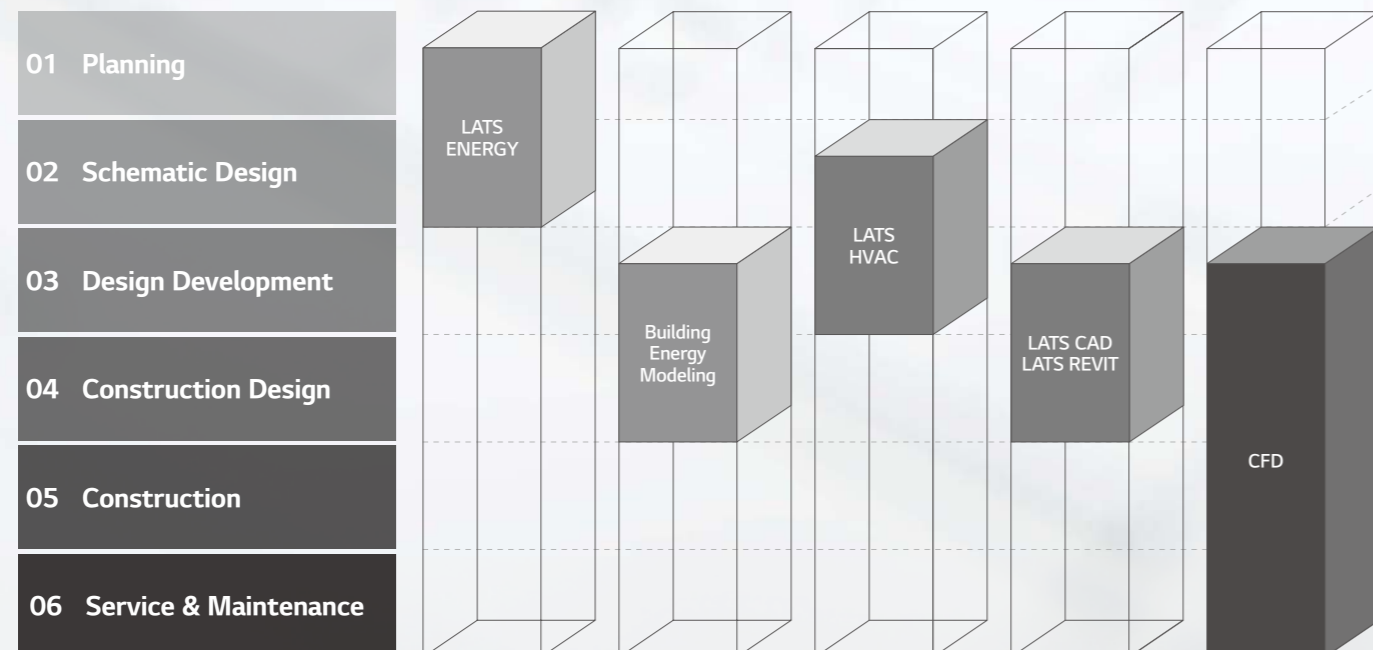 01 Planning
02 Schematic Design
03 Design Development
04 Construction Design
05 Construction
06 Service & Maintenance
LATS
ENERGY
Building
Energy
Modeling
LATS
HVAC
LATS CAD
LATS REVIT
CFD